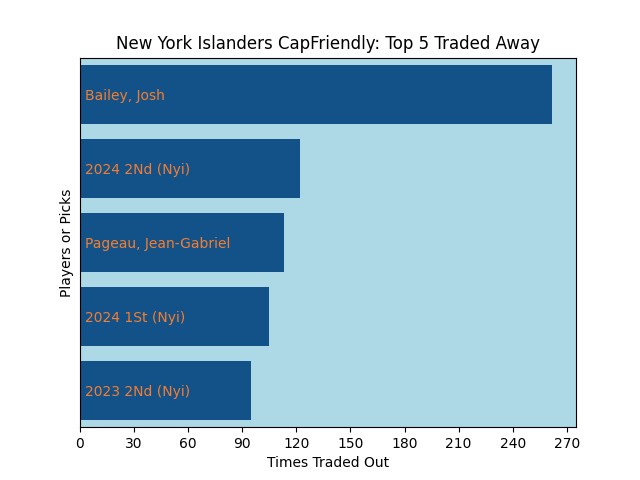 New York Islanders CapFriendly: Top 5 Traded Away
Players or Picks
Bailey, Josh
2024 2Nd (Nyi)
Pageau, Jean-Gabriel
2024 1St (Nyi)
2023 2Nd (Nyi)
0 30 60 90 120 150 180 210 240 270
Times Traded Out